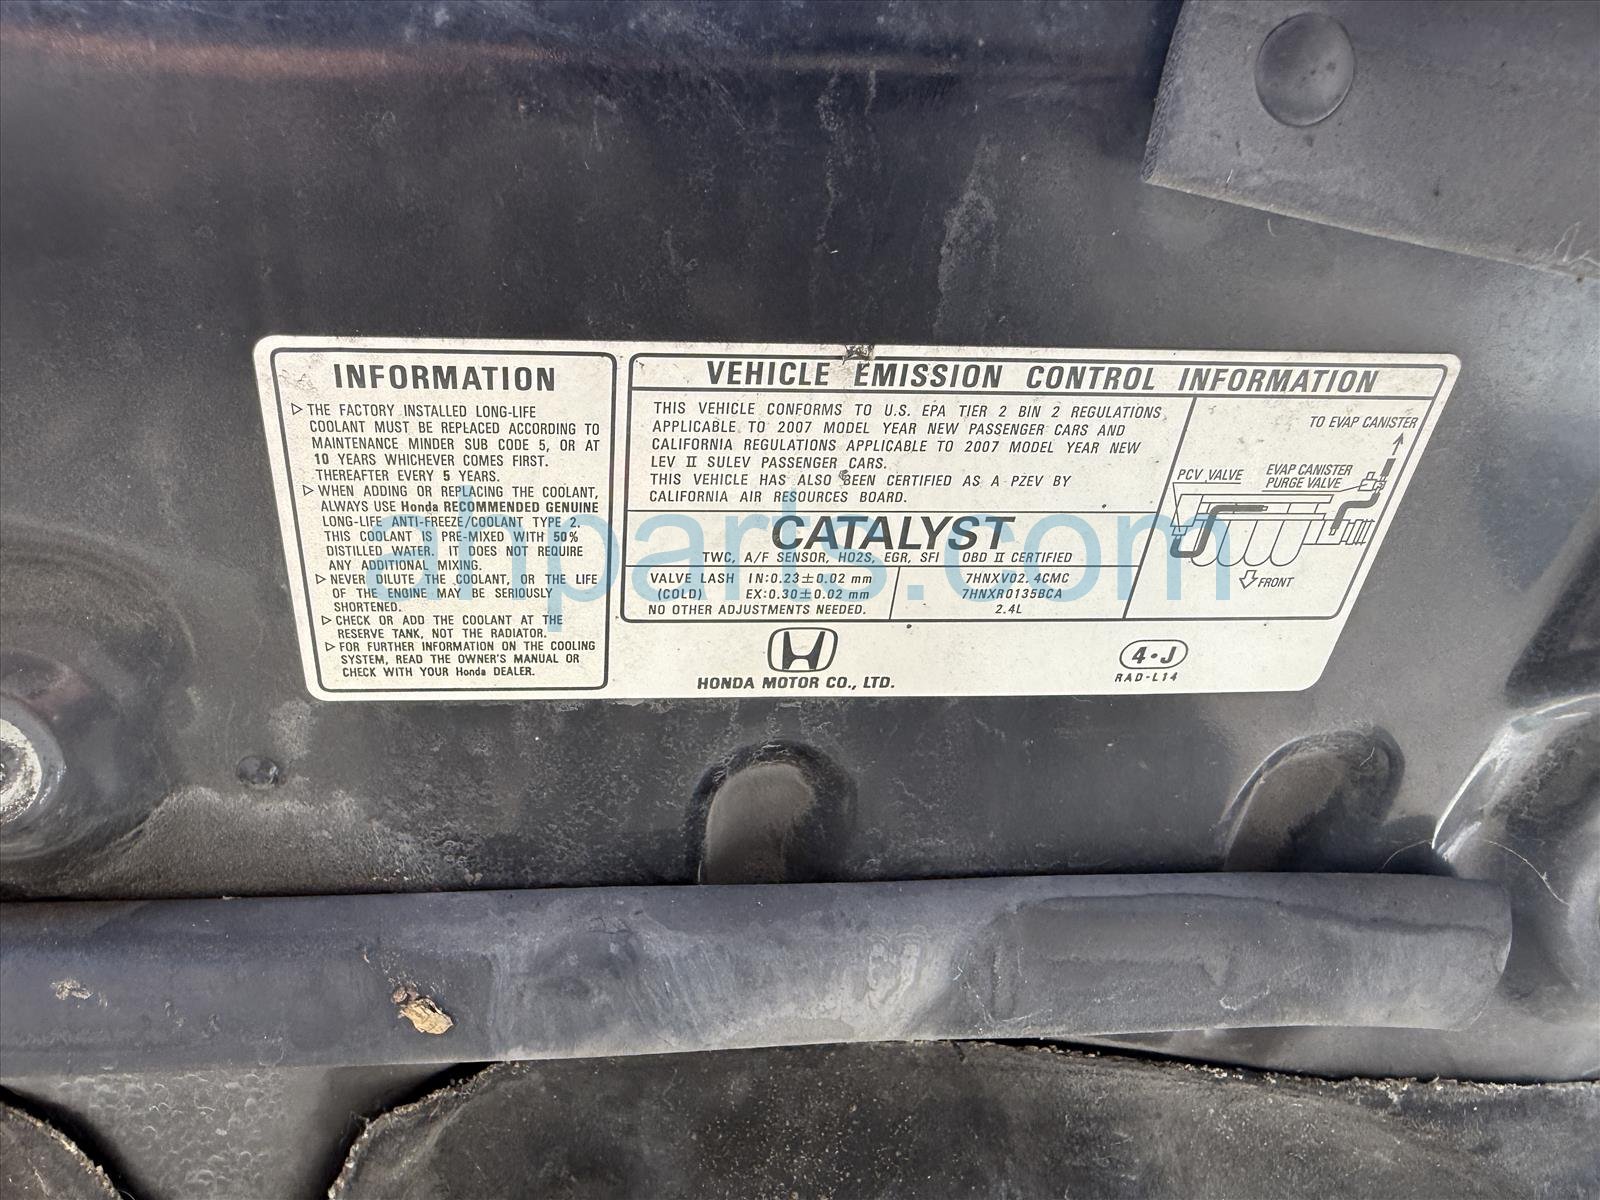 INFORMATION
▷ THE FACTORY INSTALLED LONG-LIFE
COOLANT MUST BE REPLACED ACCORDING TO
MAINTENANCE MINDER SUB CODE 5, OR AT
10 YEARS WHICHEVER COMES FIRST.
THEREAFTER EVERY 5 YEARS.
▷ WHEN ADDING OR REPLACING THE COOLANT,
ALWAYS USE Honda RECOMMENDED GENUINE
LONG-LIFE ANTI-FREEZE/COOLANT TYPE 2.
THIS COOLANT IS PRE-MIXED WITH 50%
DISTILLED WATER. IT DOES NOT REQUIRE
ANY ADDITIONAL MIXING.
▷ NEVER DILUTE THE COOLANT, OR THE LIFE
OF THE ENGINE MAY BE SERIOUSLY
SHORTENED.
▷ CHECK OR ADD THE COOLANT AT THE
RESERVE TANK, NOT THE RADIATOR.
▷ FOR FURTHER INFORMATION ON THE COOLING
SYSTEM, READ THE OWNER'S MANUAL OR
CHECK WITH YOUR Honda DEALER.
VEHICLE EMISSION CONTROL INFORMATION
THIS VEHICLE CONFORMS TO U.S. EPA TIER 2 BIN 2 REGULATIONS
APPLICABLE TO 2007 MODEL YEAR NEW PASSENGER CARS AND
CALIFORNIA REGULATIONS APPLICABLE TO 2007 MODEL YEAR NEW
LEV II SULEV PASSENGER CARS.
THIS VEHICLE HAS ALSO BEEN CERTIFIED AS A PZEV BY
CALIFORNIA AIR RESOURCES BOARD.
CATALYST
TWC, A/F SENSOR, HO2S, EGR, SFI OBD II CERTIFIED
VALVE LASH IN:0.23±0.02 mm
(COLD) EX:0.30±0.02 mm
NO OTHER ADJUSTMENTS NEEDED.
7HNXV02.4CMC
7HNXR0135BCA
2.4L
TO EVAP CANISTER
PCV VALVE
EVAP CANISTER
PURGE VALVE
FRONT
HONDA MOTOR CO., LTD.
4•J
RAD-L14
ahparts.com